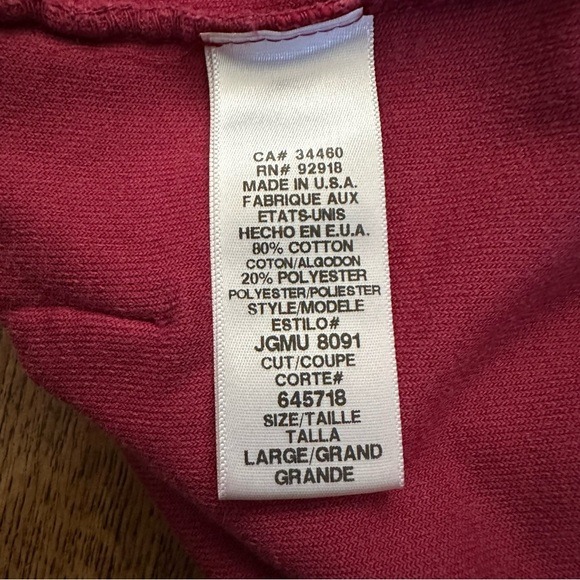 CA# 34460
RN# 92918
MADE IN U.S.A.
FABRIQUE AUX
ETATS-UNIS
HECHO EN E.U.A.
80% COTTON
COTON/ALGODON
20% POLYESTER
POLYESTER/POLIESTER
STYLE/MODELE
ESTILO#
JGMU 8091
CUT/COUPE
CORTE#
645718
SIZE/TAILLE
TALLA
LARGE/GRAND
GRANDE